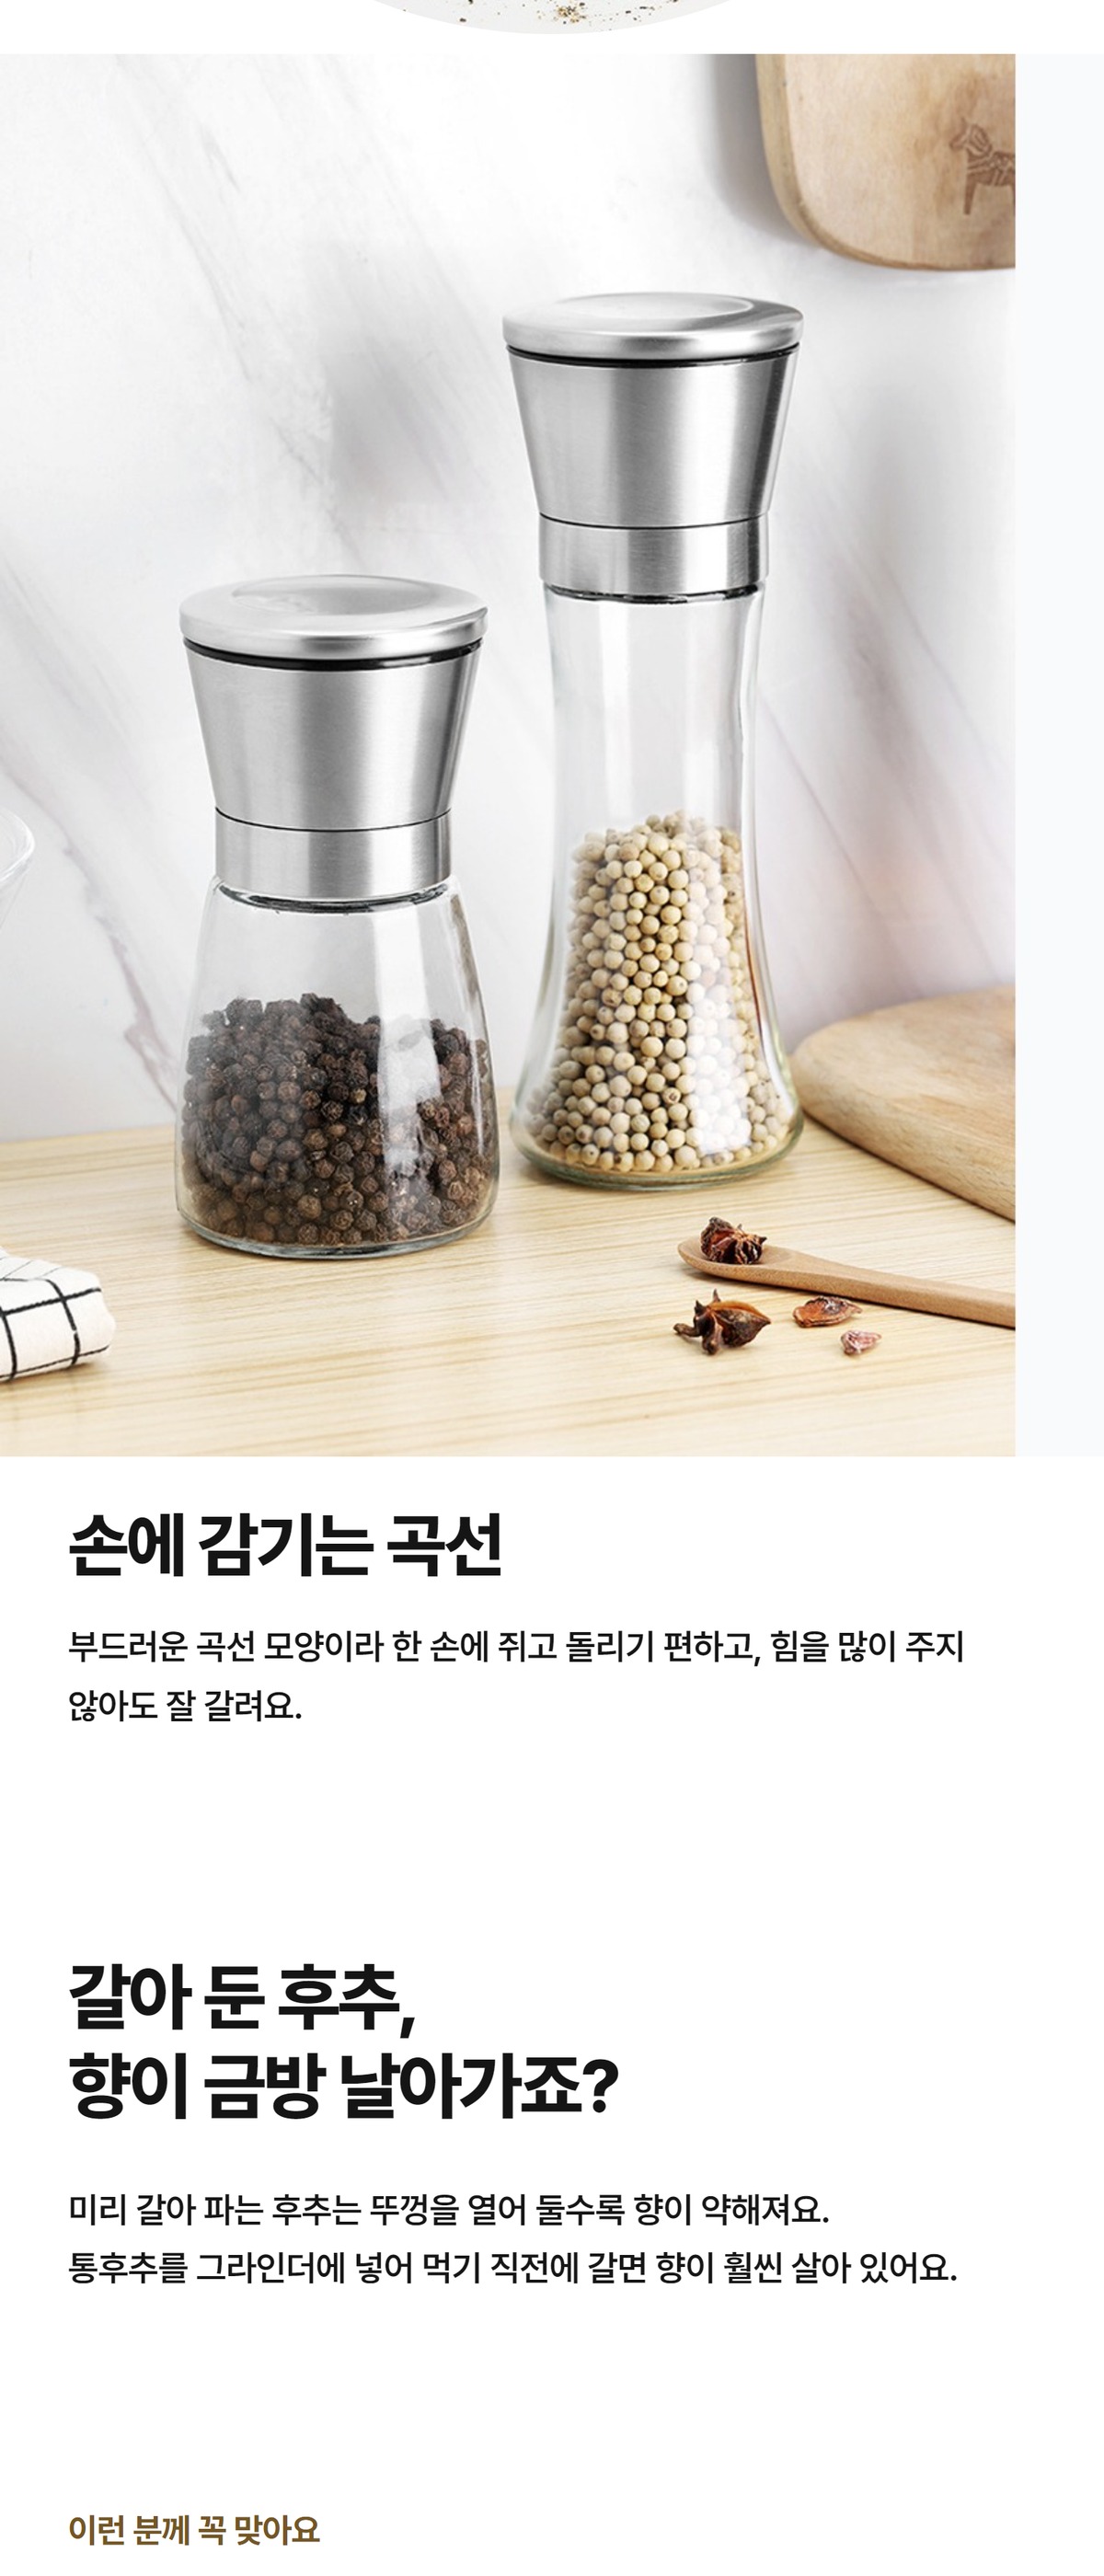 손에 감기는 곡선
부드러운 곡선 모양이라 한 손에 쥐고 돌리기 편하고, 힘을 많이 주지
않아도 잘 갈려요.
갈아 둔 후추,
향이 금방 날아가죠?
미리 갈아 파는 후추는 뚜껑을 열어 둘수록 향이 약해져요.
통후추를 그라인더에 넣어 먹기 직전에 갈면 향이 훨씬 살아 있어요.
이런 분께 꼭 맞아요